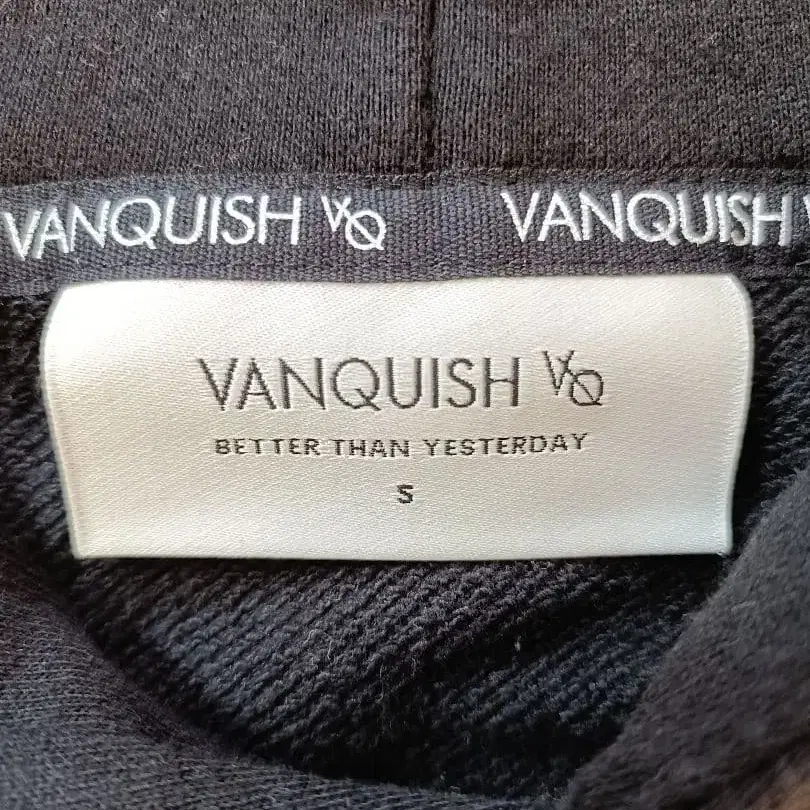 VANQUISH VQ VANQUISH
VANQUISH VQ
BETTER THAN YESTERDAY
S